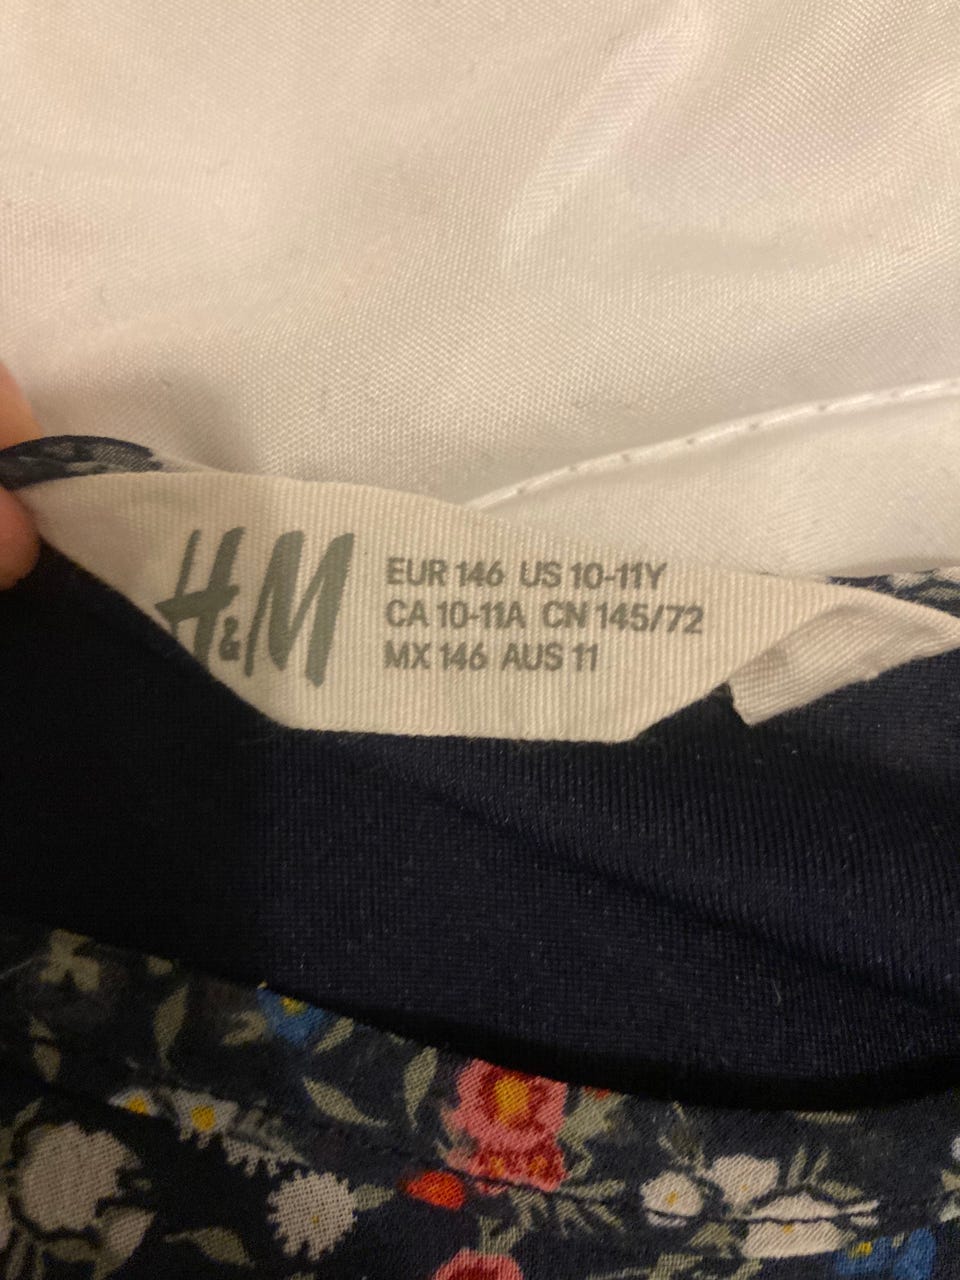 H&M
EUR 146 US 10-11Y
CA 10-11A CN 145/72
MX 146 AUS 11